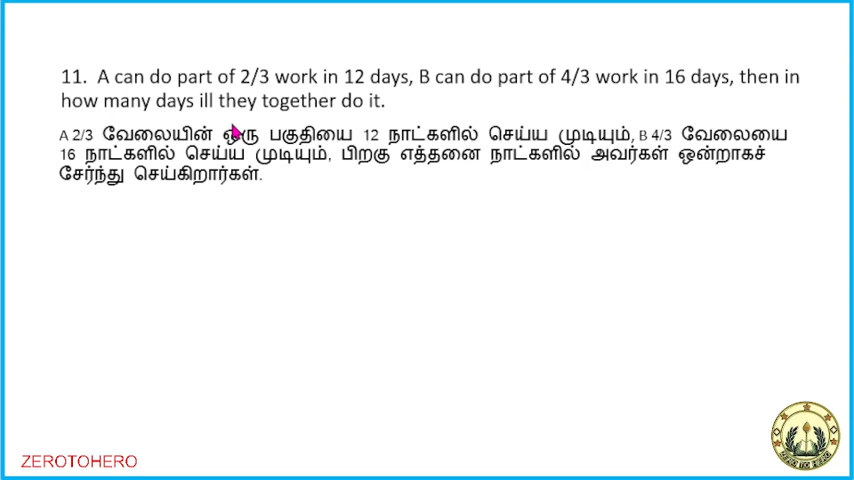 11. A can do part of 2/3 work in 12 days, B can do part of 4/3 work in 16 days, then in
how many days ill they together do it.
A 2/3 வேலையின் ஒரு பகுதியை 12 நாட்களில் செய்ய முடியும், B 4/3 வேலையை
16 நாட்களில் செய்ய முடியும், பிறகு எத்தனை நாட்களில் அவர்கள் ஒன்றாகச்
சேர்ந்து செய்கிறார்கள்.
ZEROTOHERO